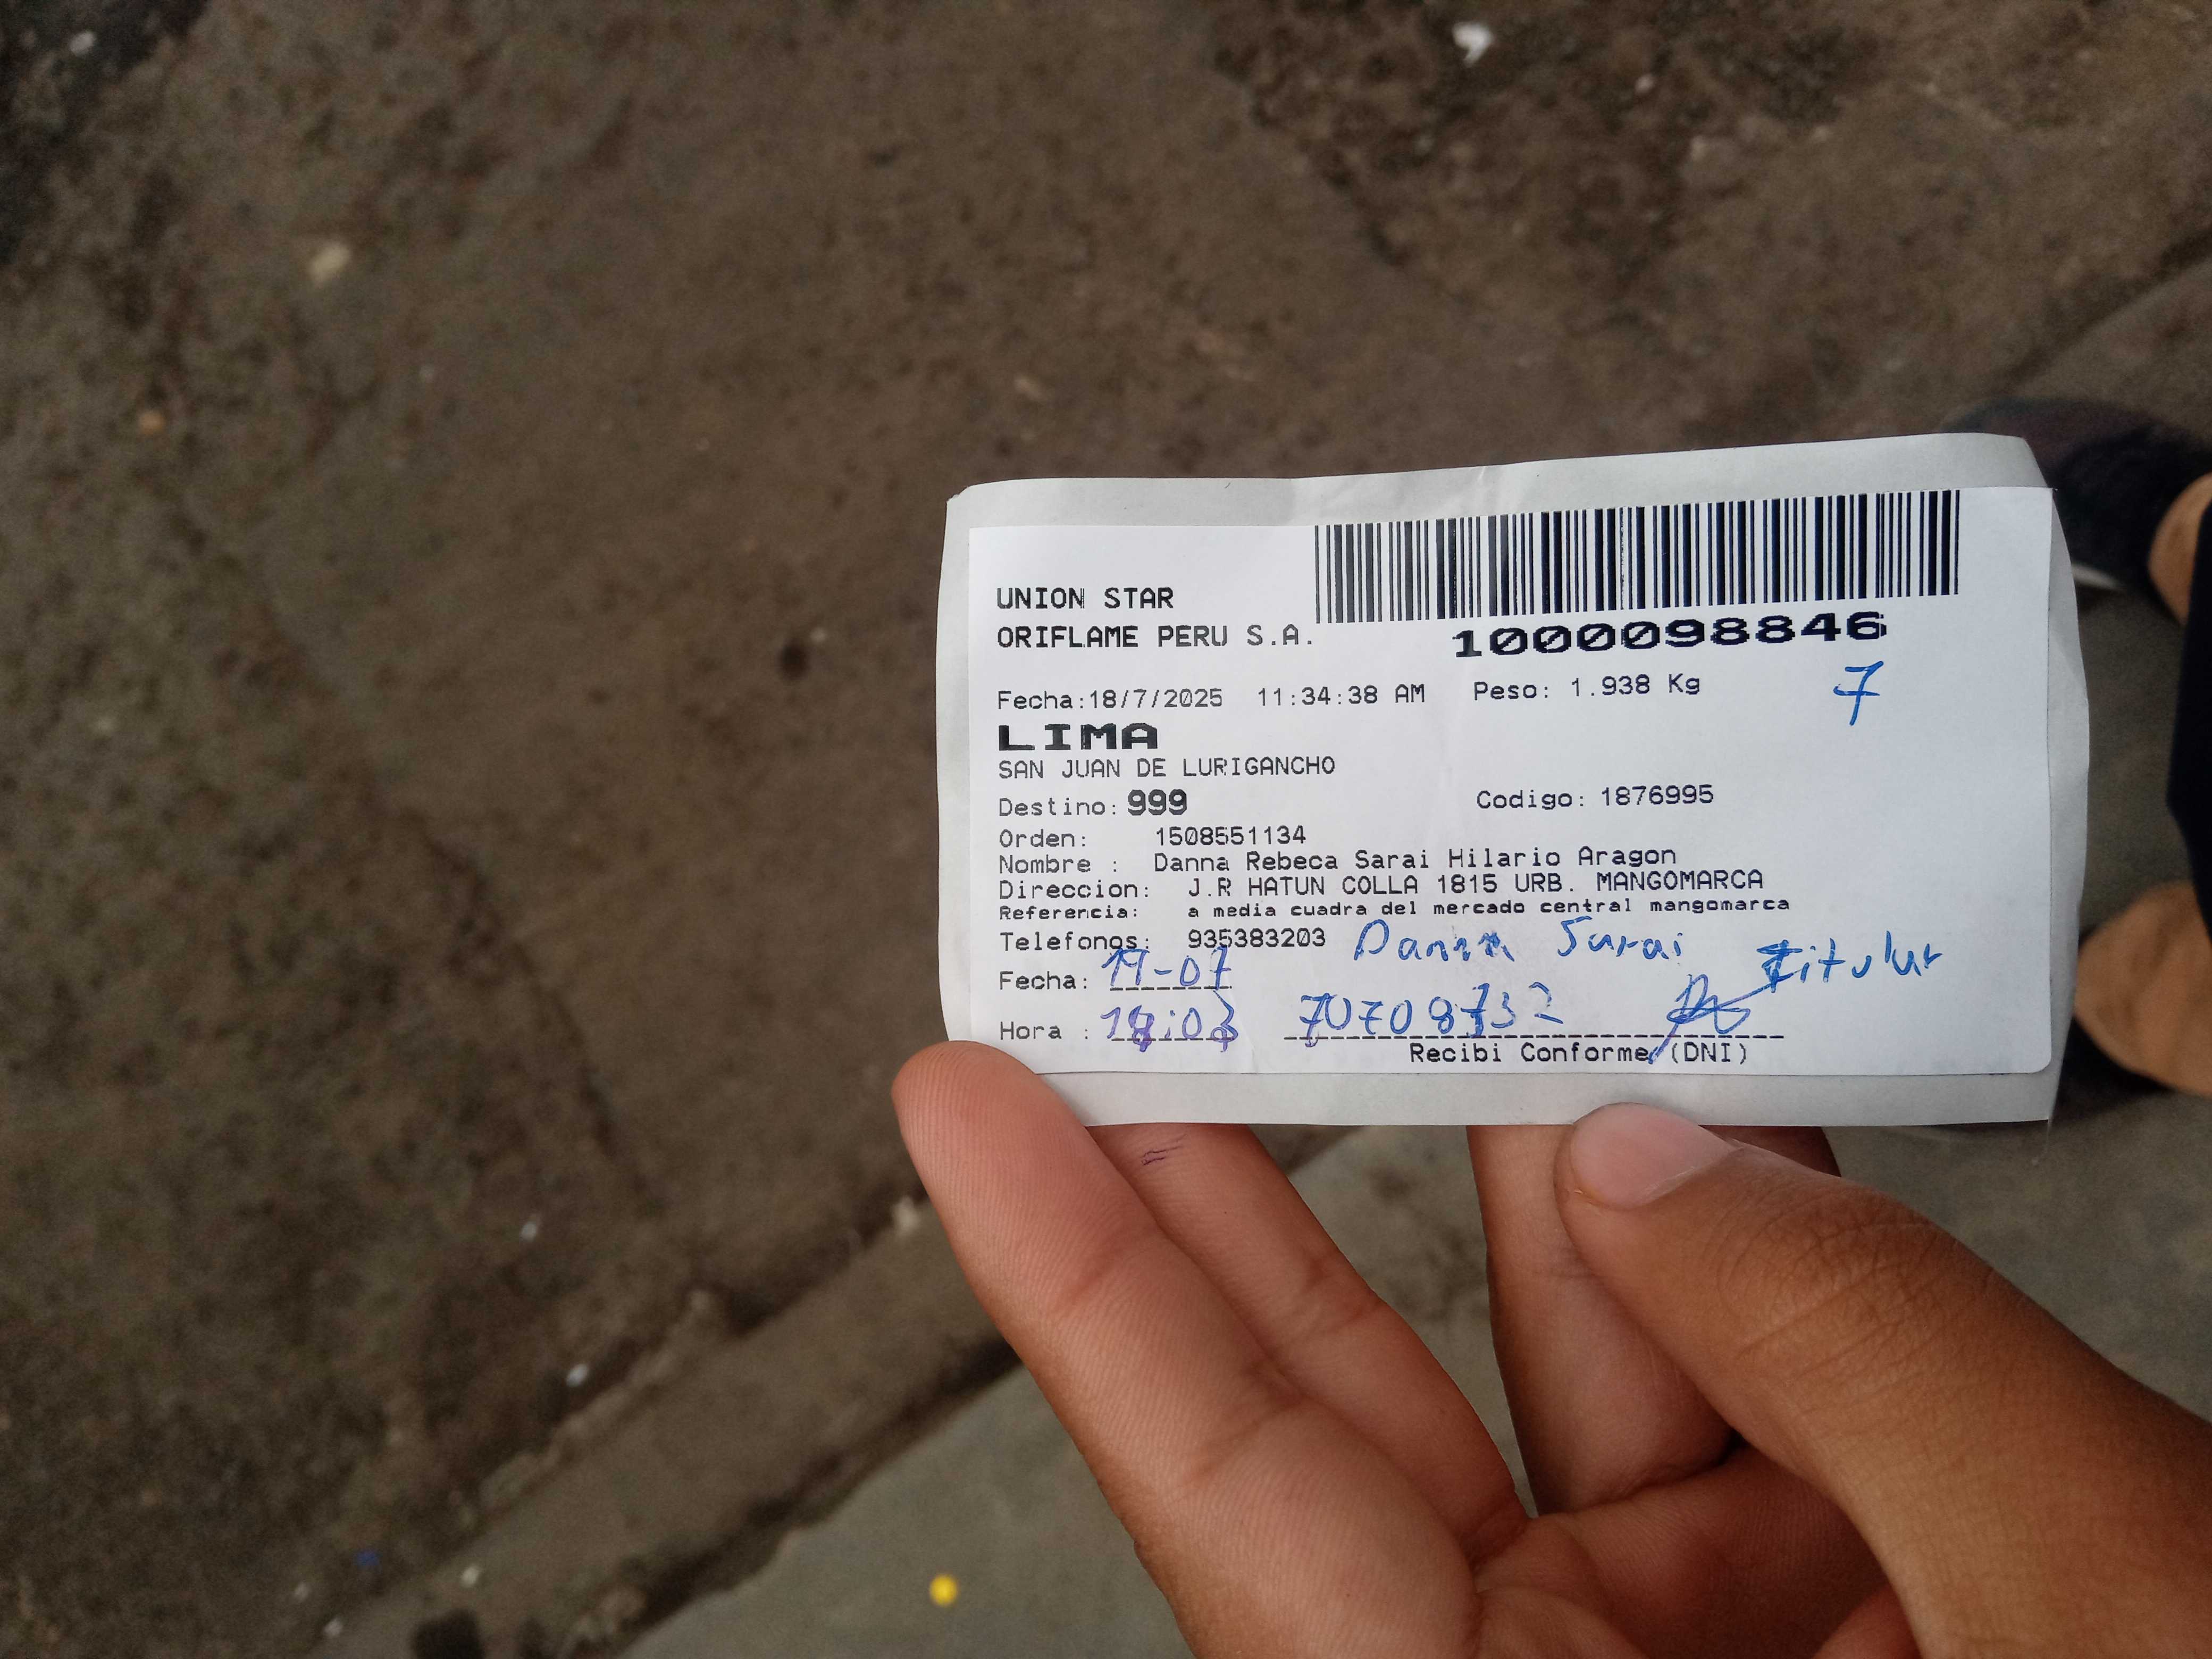 UNION STAR
ORIFLAME PERU S.A.
1000098846
Fecha:18/7/2025 11:34:38 AM Peso: 1.938 Kg 7
LIMA
SAN JUAN DE LURIGANCHO
Destino: 999 Codigo: 1876995
Orden: 1508551134
Nombre : Danna Rebeca Sarai Hilario Aragon
Direccion: J.R HATUN COLLA 1815 URB. MANGOMARCA
Referencia: a media cuadra del mercado central mangomarca
Telefonos: 935383203 Danna Sarai
Fecha: 19-07 titular
Hora : 70708732
Recibi Conforme (DNI)